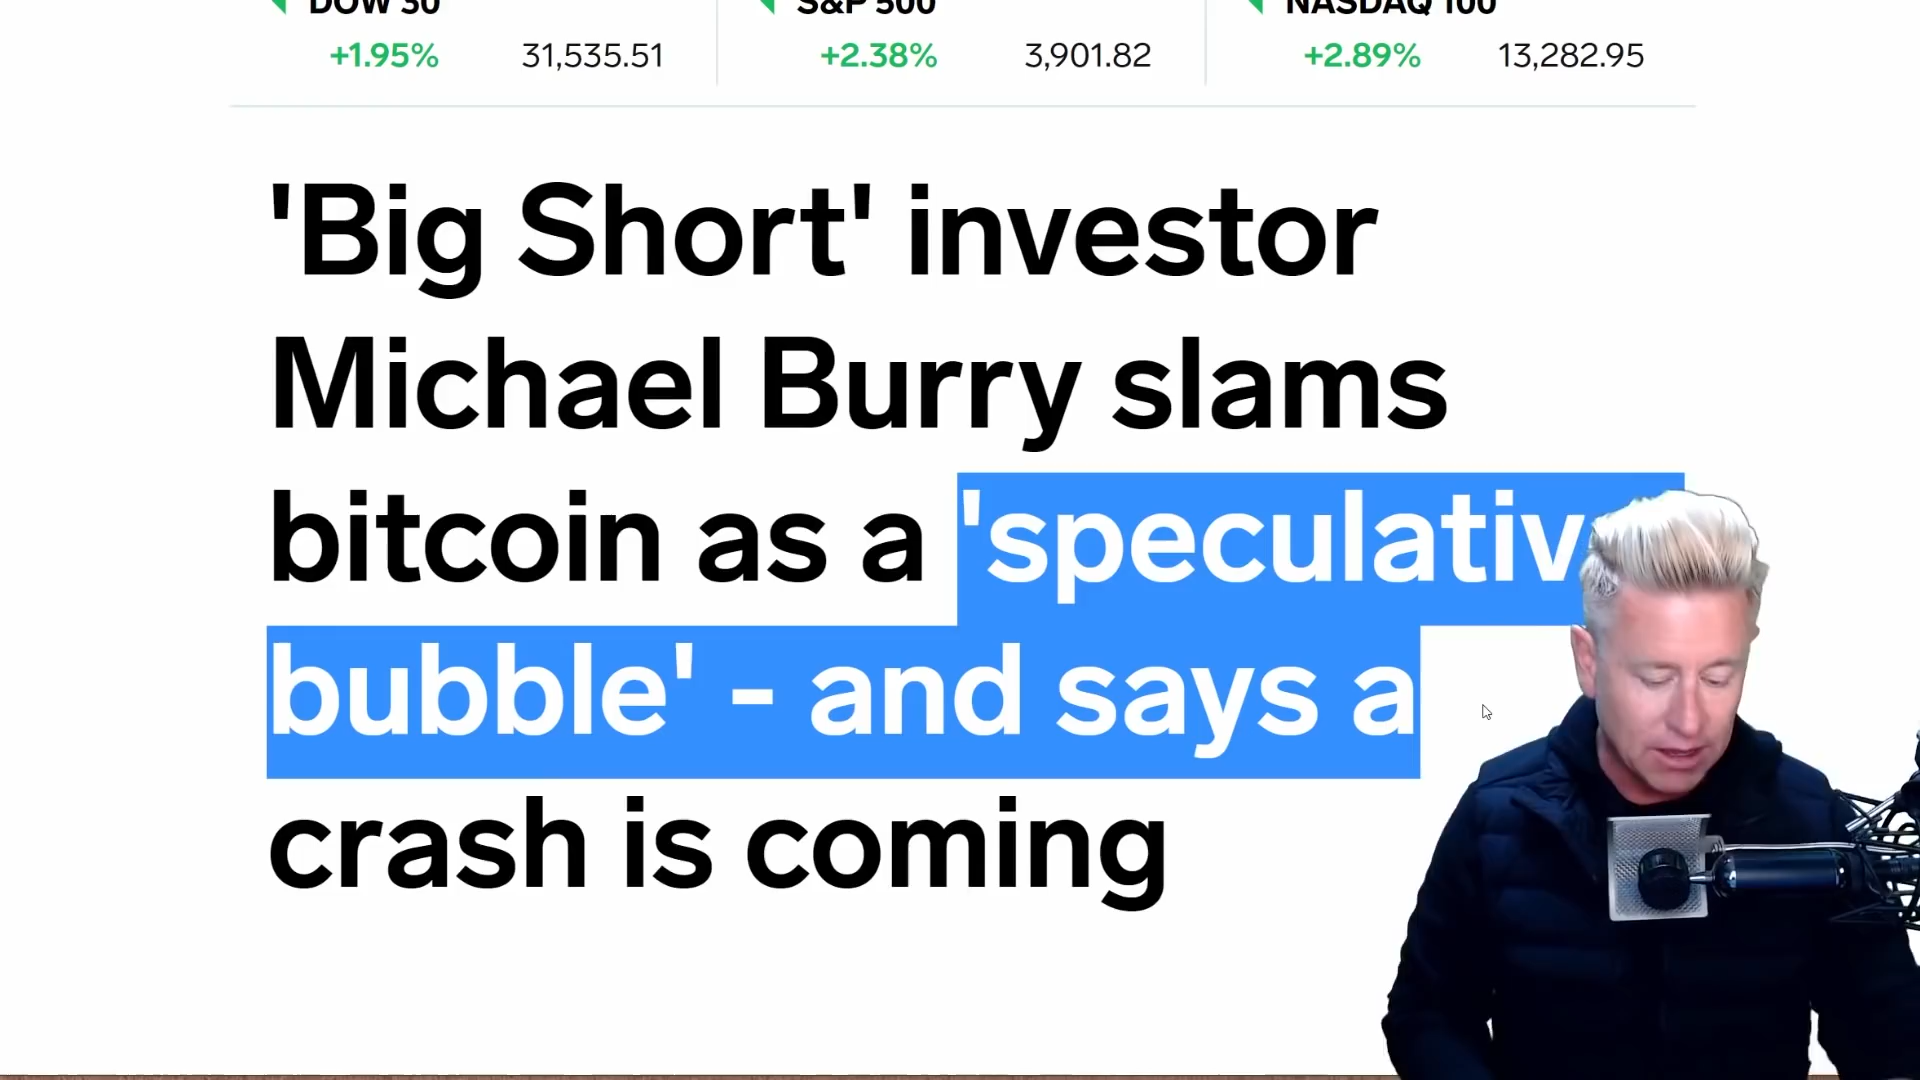 DOW 30 S&P 500 NASDAQ 100
+1.95% 31,535.51 +2.38% 3,901.82 +2.89% 13,282.95
'Big Short' investor
Michael Burry slams
bitcoin as a 'speculativ
bubble' - and says a
crash is coming